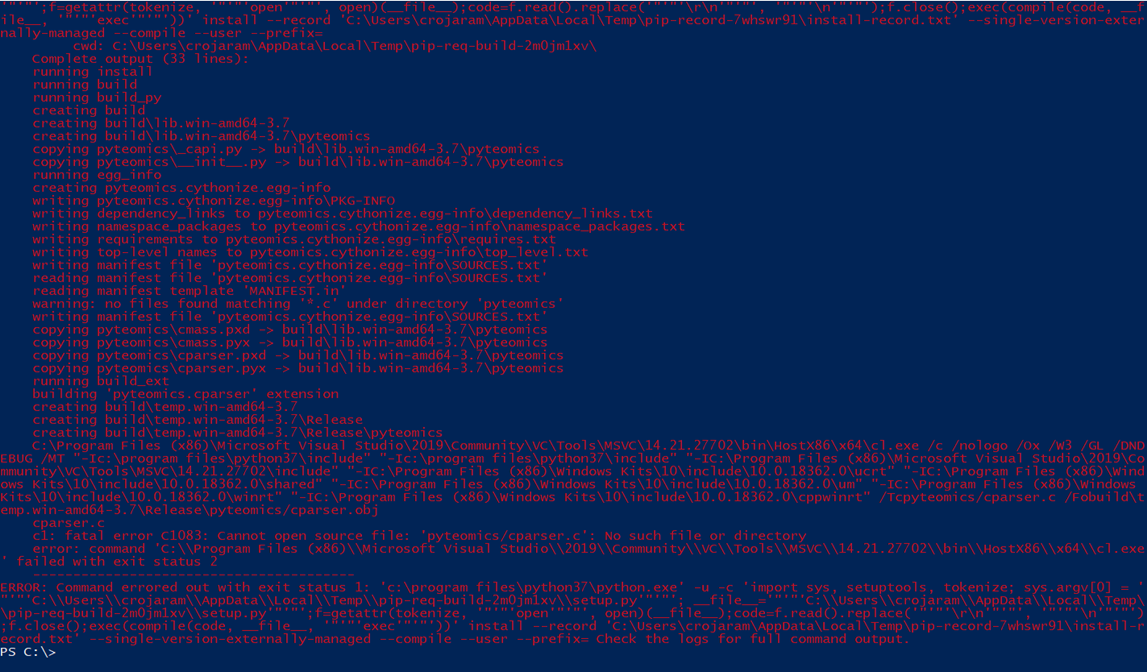 '"'"';f=getattr(tokenize, '"'"'open'"'"', open)(__file__);code=f.read().replace('"'"'\r\n'"'"', '"'"'\n'"'"');f.close();exec(compile(code, __f
ile__, '"'"'exec'"'"'))' install --record 'C:\Users\crojaram\AppData\Local\Temp\pip-record-7whswr91\install-record.txt' --single-version-exter
nally-managed --compile --user --prefix=
cwd: C:\Users\crojaram\AppData\Local\Temp\pip-req-build-2m0jm1xv\
Complete output (33 lines):
running install
running build
running build_py
creating build
creating build\lib.win-amd64-3.7
creating build\lib.win-amd64-3.7\pyteomics
copying pyteomics\_capi.py -> build\lib.win-amd64-3.7\pyteomics
copying pyteomics\__init__.py -> build\lib.win-amd64-3.7\pyteomics
running egg_info
creating pyteomics.cythonize.egg-info
writing pyteomics.cythonize.egg-info\PKG-INFO
writing dependency_links to pyteomics.cythonize.egg-info\dependency_links.txt
writing namespace_packages to pyteomics.cythonize.egg-info\namespace_packages.txt
writing requirements to pyteomics.cythonize.egg-info\requires.txt
writing top-level names to pyteomics.cythonize.egg-info\top_level.txt
writing manifest file 'pyteomics.cythonize.egg-info\SOURCES.txt'
reading manifest file 'pyteomics.cythonize.egg-info\SOURCES.txt'
reading manifest template 'MANIFEST.in'
warning: no files found matching '*.c' under directory 'pyteomics'
writing manifest file 'pyteomics.cythonize.egg-info\SOURCES.txt'
copying pyteomics\cmass.pxd -> build\lib.win-amd64-3.7\pyteomics
copying pyteomics\cmass.pyx -> build\lib.win-amd64-3.7\pyteomics
copying pyteomics\cparser.pxd -> build\lib.win-amd64-3.7\pyteomics
copying pyteomics\cparser.pyx -> build\lib.win-amd64-3.7\pyteomics
running build_ext
building 'pyteomics.cparser' extension
creating build\temp.win-amd64-3.7
creating build\temp.win-amd64-3.7\Release
creating build\temp.win-amd64-3.7\Release\pyteomics
C:\Program Files (x86)\Microsoft Visual Studio\2019\Community\VC\Tools\MSVC\14.21.27702\bin\HostX86\x64\cl.exe /c /nologo /Ox /W3 /GL /DND
EBUG /MT "-Ic:\program files\python37\include" "-Ic:\program files\python37\include" "-IC:\Program Files (x86)\Microsoft Visual Studio\2019\Co
mmunity\VC\Tools\MSVC\14.21.27702\include" "-IC:\Program Files (x86)\Windows Kits\10\include\10.0.18362.0\ucrt" "-IC:\Program Files (x86)\Wind
ows Kits\10\include\10.0.18362.0\shared" "-IC:\Program Files (x86)\Windows Kits\10\include\10.0.18362.0\um" "-IC:\Program Files (x86)\Windows
Kits\10\include\10.0.18362.0\winrt" "-IC:\Program Files (x86)\Windows Kits\10\include\10.0.18362.0\cppwinrt" /Tcpyteomics/cparser.c /Fobuild\t
emp.win-amd64-3.7\Release\pyteomics/cparser.obj
cparser.c
c1: fatal error C1083: Cannot open source file: 'pyteomics/cparser.c': No such file or directory
error: command 'C:\\Program Files (x86)\\Microsoft Visual Studio\\2019\\Community\\VC\\Tools\\MSVC\\14.21.27702\\bin\\HostX86\\x64\\cl.exe
' failed with exit status 2
----------------------------------------
ERROR: Command errored out with exit status 1: 'c:\program files\python37\python.exe' -u -c 'import sys, setuptools, tokenize; sys.argv[0] = '
"'"'C:\\Users\\crojaram\\AppData\\Local\\Temp\\pip-req-build-2m0jm1xv\\setup.py'"'"'; __file__='"'"'C:\\Users\\crojaram\\AppData\\Local\\Temp\
\pip-req-build-2m0jm1xv\\setup.py'"'"';f=getattr(tokenize, '"'"'open'"'"', open)(__file__);code=f.read().replace('"'"'\r\n'"'"', '"'"'\n'"'"')
;f.close();exec(compile(code, __file__, '"'"'exec'"'"'))' install --record 'C:\Users\crojaram\AppData\Local\Temp\pip-record-7whswr91\install-r
ecord.txt' --single-version-externally-managed --compile --user --prefix= Check the logs for full command output.
PS C:\>